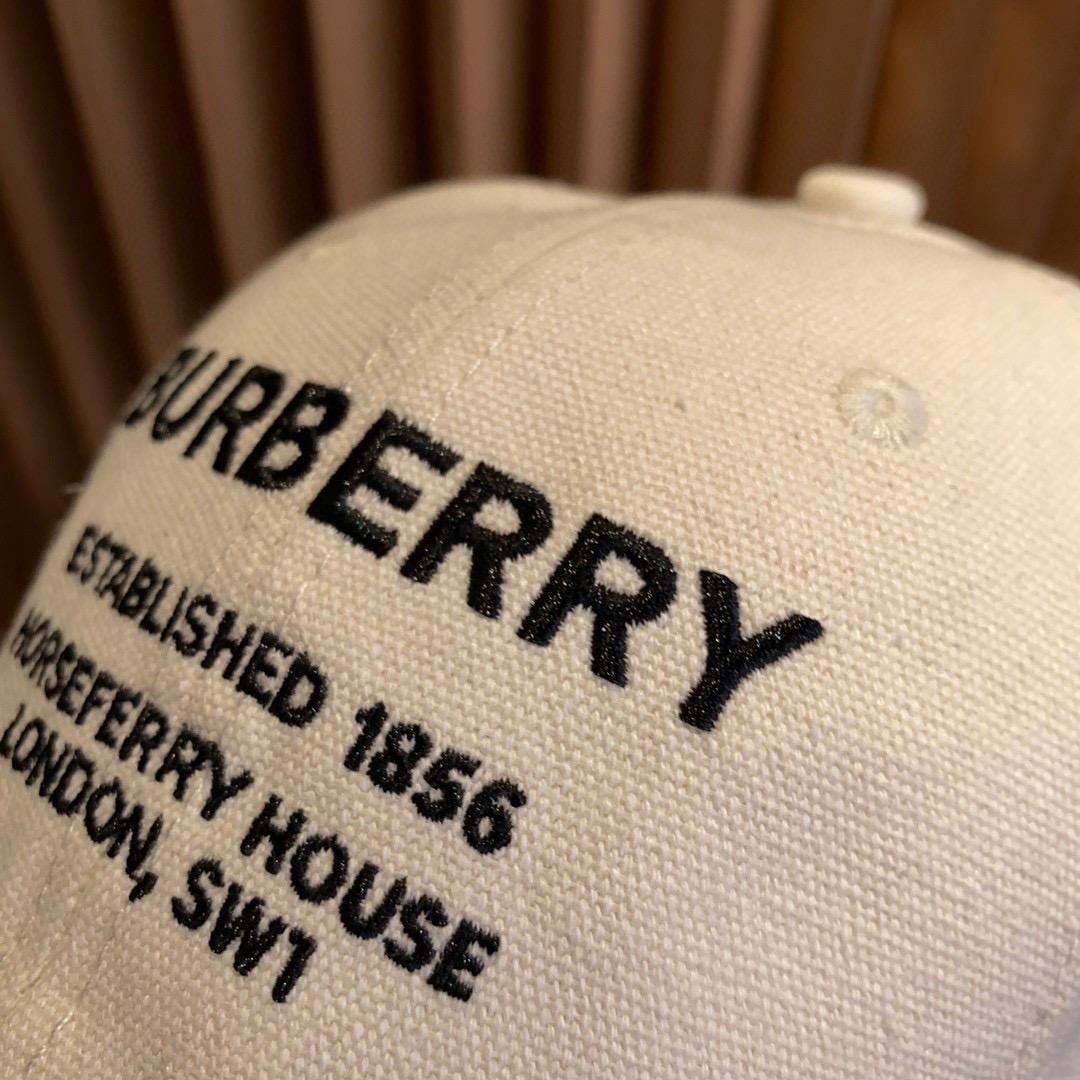 BURBERRY
ESTABLISHED 1856
HORSEFERRY HOUSE
LONDON, SW1